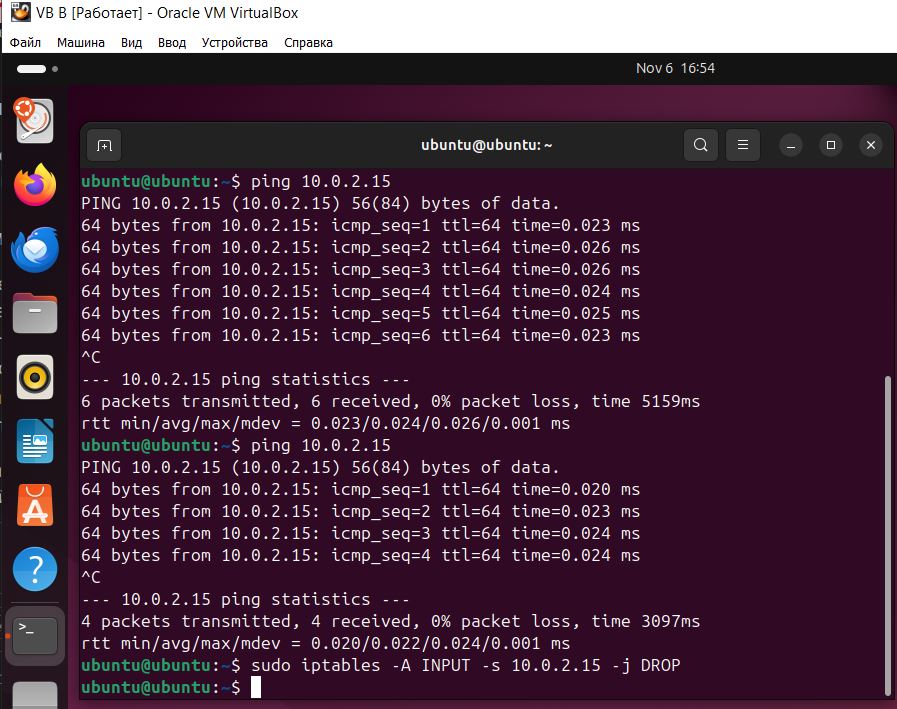 VB B [Работает] - Oracle VM VirtualBox
Файл Машина Вид Ввод Устройства Справка
Nov 6 16:54
ubuntu@ubuntu: ~
ubuntu@ubuntu:~$ ping 10.0.2.15
PING 10.0.2.15 (10.0.2.15) 56(84) bytes of data.
64 bytes from 10.0.2.15: icmp_seq=1 ttl=64 time=0.023 ms
64 bytes from 10.0.2.15: icmp_seq=2 ttl=64 time=0.026 ms
64 bytes from 10.0.2.15: icmp_seq=3 ttl=64 time=0.026 ms
64 bytes from 10.0.2.15: icmp_seq=4 ttl=64 time=0.024 ms
64 bytes from 10.0.2.15: icmp_seq=5 ttl=64 time=0.025 ms
64 bytes from 10.0.2.15: icmp_seq=6 ttl=64 time=0.023 ms
^C
--- 10.0.2.15 ping statistics ---
6 packets transmitted, 6 received, 0% packet loss, time 5159ms
rtt min/avg/max/mdev = 0.023/0.024/0.026/0.001 ms
ubuntu@ubuntu:~$ ping 10.0.2.15
PING 10.0.2.15 (10.0.2.15) 56(84) bytes of data.
64 bytes from 10.0.2.15: icmp_seq=1 ttl=64 time=0.020 ms
64 bytes from 10.0.2.15: icmp_seq=2 ttl=64 time=0.023 ms
64 bytes from 10.0.2.15: icmp_seq=3 ttl=64 time=0.024 ms
64 bytes from 10.0.2.15: icmp_seq=4 ttl=64 time=0.024 ms
^C
--- 10.0.2.15 ping statistics ---
4 packets transmitted, 4 received, 0% packet loss, time 3097ms
rtt min/avg/max/mdev = 0.020/0.022/0.024/0.001 ms
ubuntu@ubuntu:~$ sudo iptables -A INPUT -s 10.0.2.15 -j DROP
ubuntu@ubuntu:~$